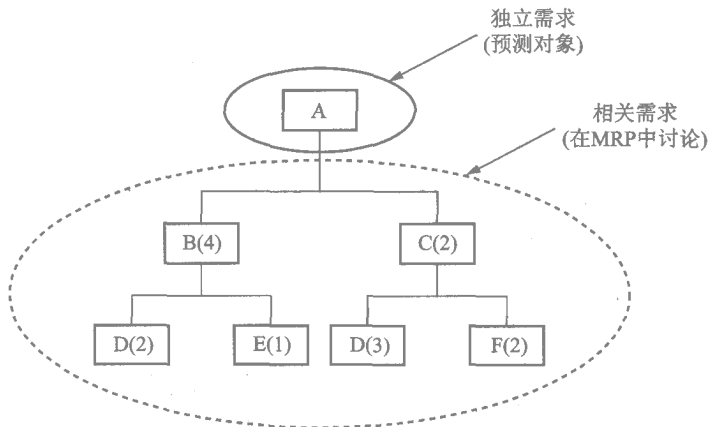 独立需求
(预测对象)
A
相关需求
(在MRP中讨论)
B(4)
C(2)
D(2)
E(1)
D(3)
F(2)